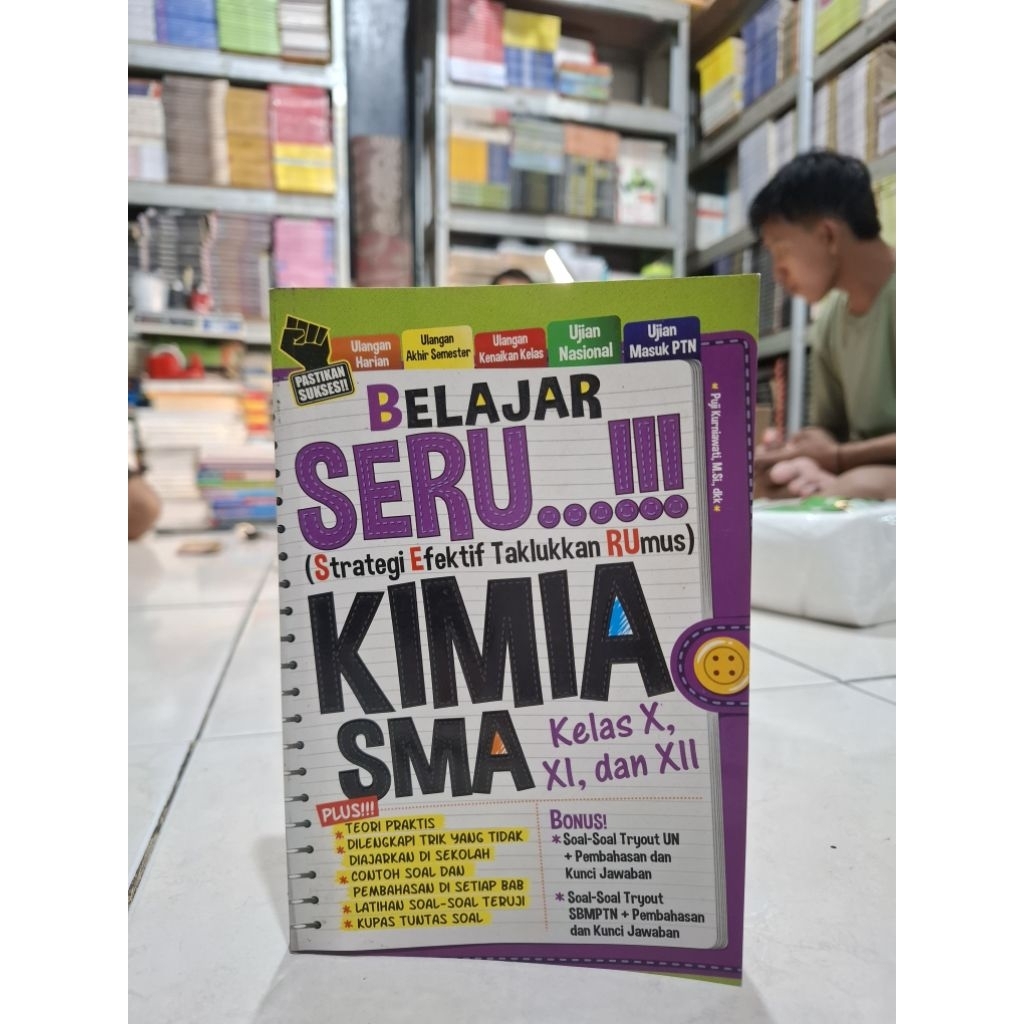 PASTIKAN
SUKSES!!
Ulangan
Harian
Ulangan
Akhir Semester
Ulangan
Kenaikan Kelas
Ujian
Nasional
Ujian
Masuk PTN
BELAJAR
SERU...!!!
(Strategi Efektif Taklukkan RUmus)
KIMIA
SMA
Kelas X,
XI, dan XII
* Puji Kurniawati, M.Si., dkk *
PLUS!!!
* TEORI PRAKTIS
* DILENGKAPI TRIK YANG TIDAK
DIAJARKAN DI SEKOLAH
* CONTOH SOAL DAN
PEMBAHASAN DI SETIAP BAB
* LATIHAN SOAL-SOAL TERUJI
* KUPAS TUNTAS SOAL
BONUS!
* Soal-Soal Tryout UN
+ Pembahasan dan
Kunci Jawaban
* Soal-Soal Tryout
SBMPTN + Pembahasan
dan Kunci Jawaban